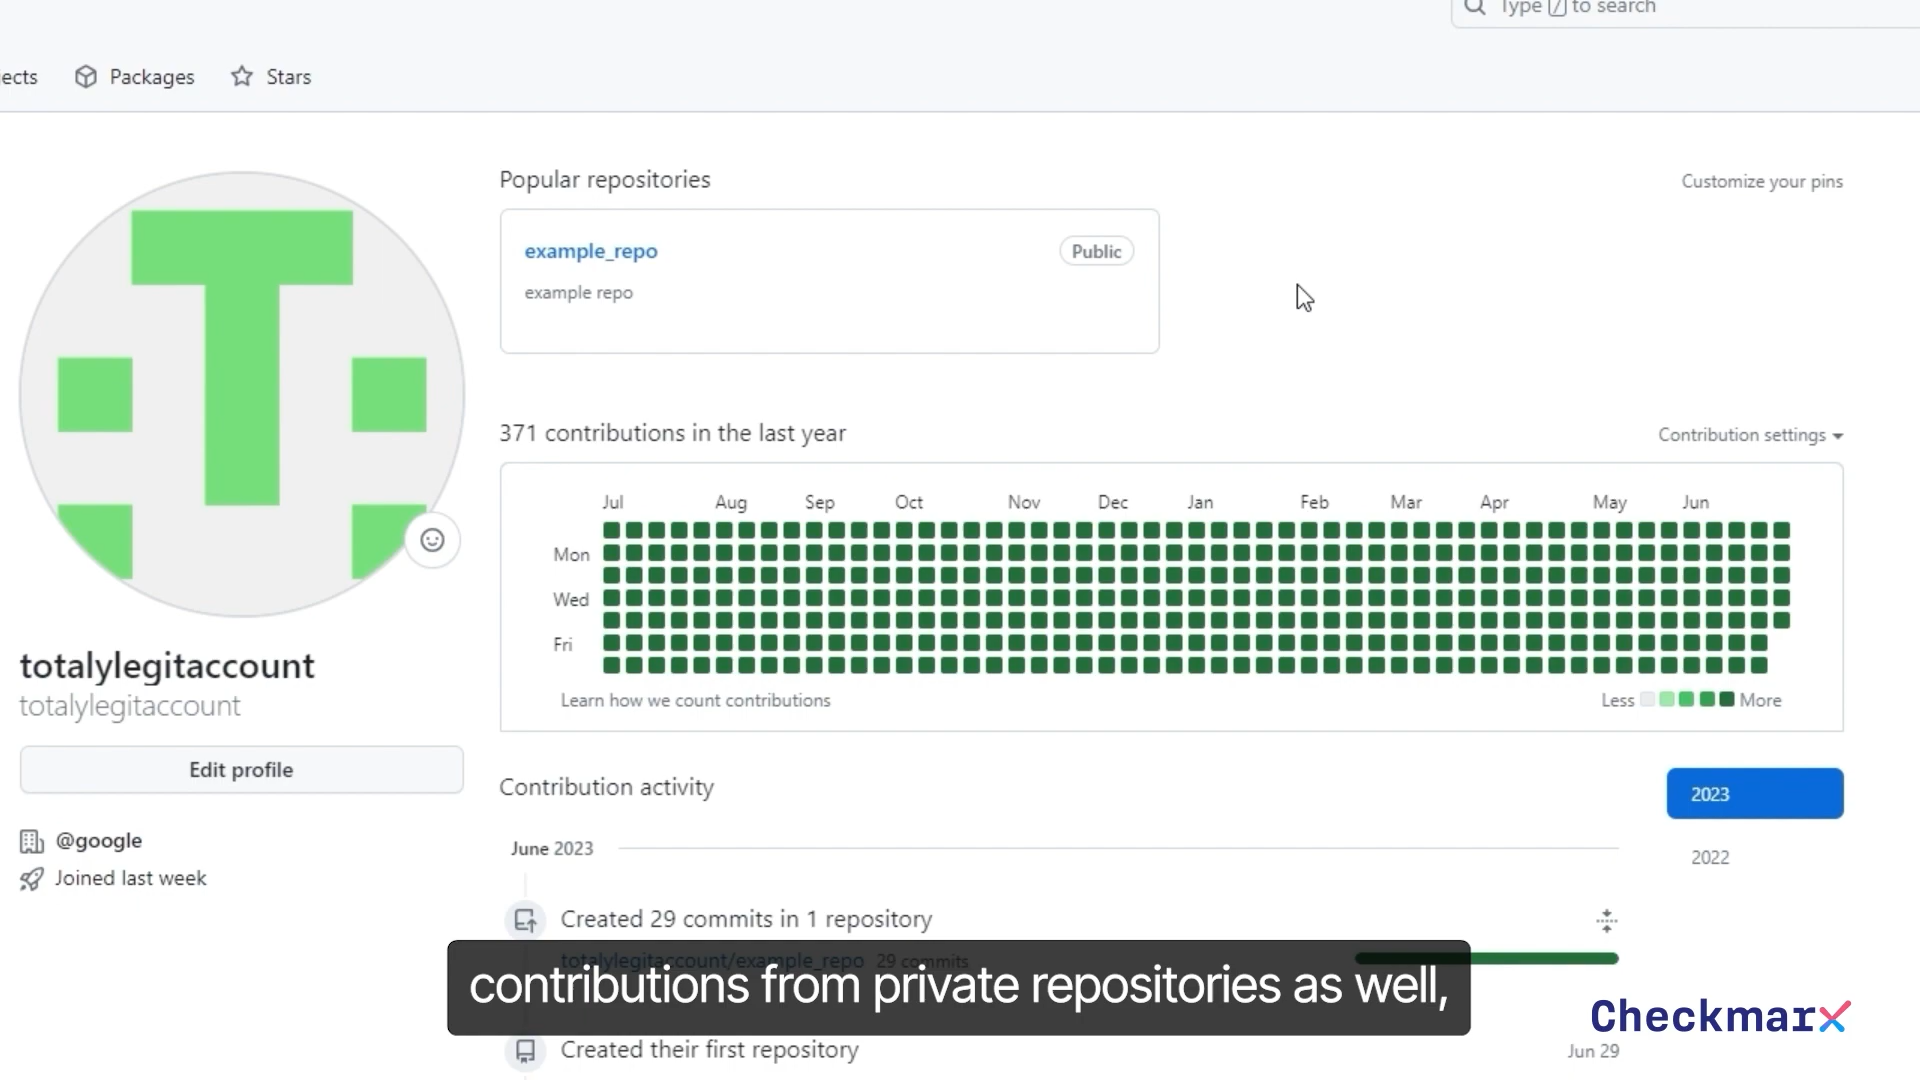 Type / to search
ects
Packages
Stars
Popular repositories
Customize your pins
example_repo
Public
example repo
371 contributions in the last year
Contribution settings
Jul Aug Sep Oct Nov Dec Jan Feb Mar Apr May Jun
Mon
Wed
Fri
Learn how we count contributions
Less
More
totalylegitaccount
totalylegitaccount
Edit profile
@google
Joined last week
Contribution activity
2023
2022
June 2023
Created 29 commits in 1 repository
totalylegitaccount/example_repo 29 commits
contributions from private repositories as well,
Checkmarx
Created their first repository
Jun 29